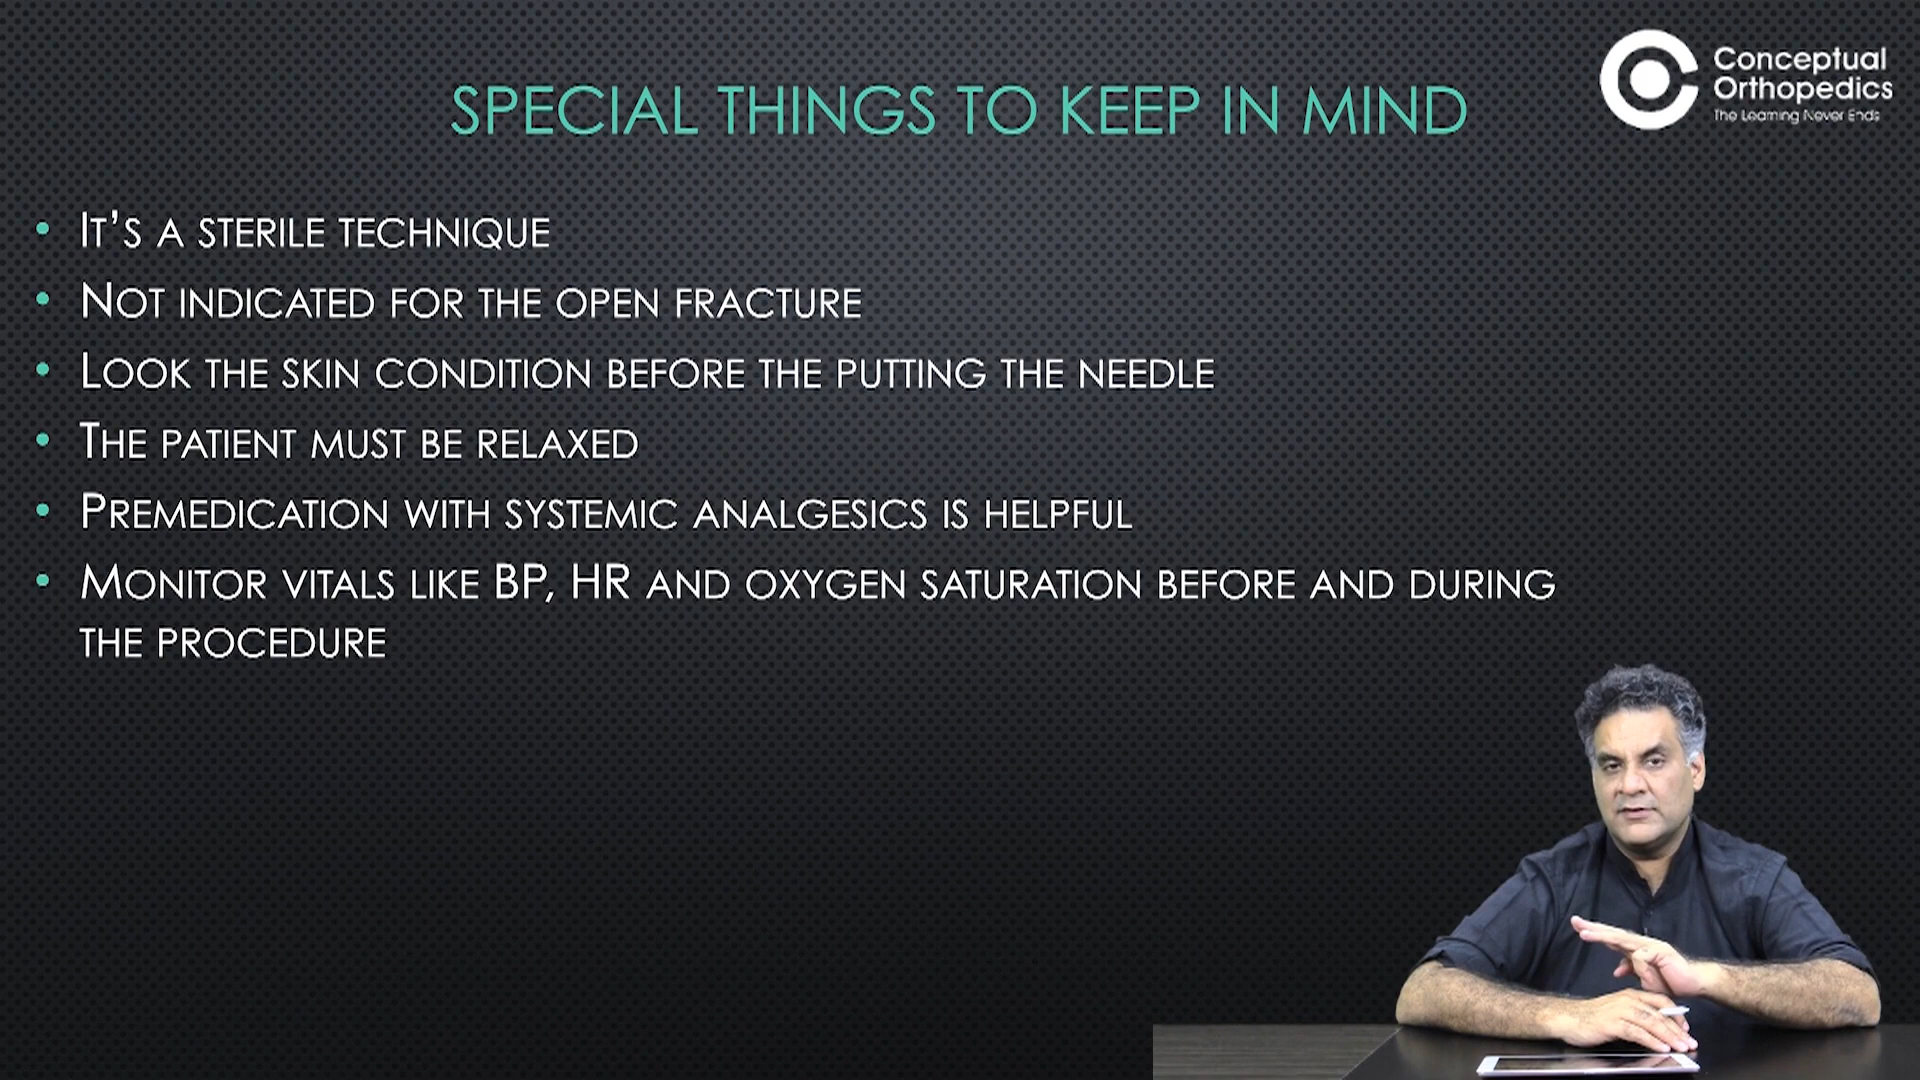 Conceptual
Orthopedics
The Learning Never Ends
SPECIAL THINGS TO KEEP IN MIND
• IT'S A STERILE TECHNIQUE
• NOT INDICATED FOR THE OPEN FRACTURE
• LOOK THE SKIN CONDITION BEFORE THE PUTTING THE NEEDLE
• THE PATIENT MUST BE RELAXED
• PREMEDICATION WITH SYSTEMIC ANALGESICS IS HELPFUL
• MONITOR VITALS LIKE BP, HR AND OXYGEN SATURATION BEFORE AND DURING
THE PROCEDURE